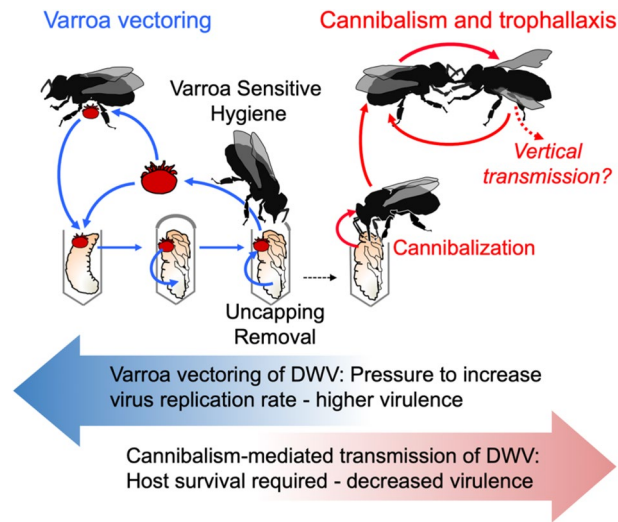 Varroa vectoring
Cannibalism and trophallaxis
Varroa Sensitive
Hygiene
Vertical
transmission?
Cannibalization
Uncapping
Removal
Varroa vectoring of DWV: Pressure to increase
virus replication rate - higher virulence
Cannibalism-mediated transmission of DWV:
Host survival required - decreased virulence